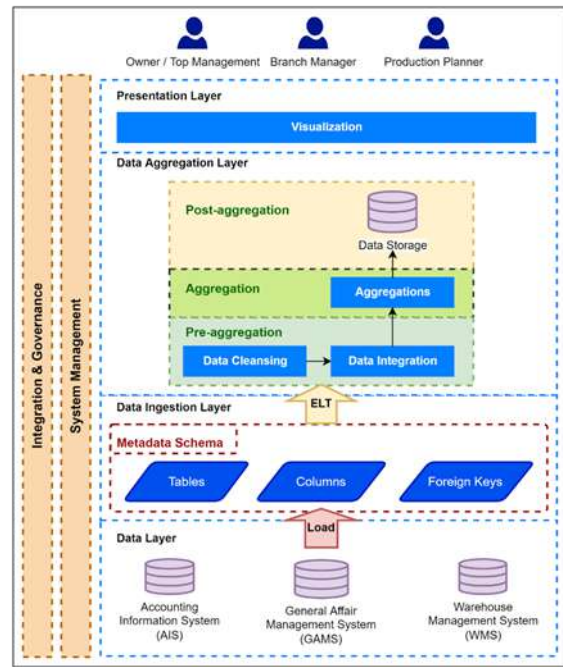 Owner / Top Management
Branch Manager
Production Planner
Integration & Governance
System Management
Presentation Layer
Visualization
Data Aggregation Layer
Post-aggregation
Data Storage
Aggregation
Aggregations
Pre-aggregation
Data Cleansing
Data Integration
ELT
Data Ingestion Layer
Metadata Schema
Tables
Columns
Foreign Keys
Load
Data Layer
Accounting
Information System
(AIS)
General Affair
Management System
(GAMS)
Warehouse
Management System
(WMS)